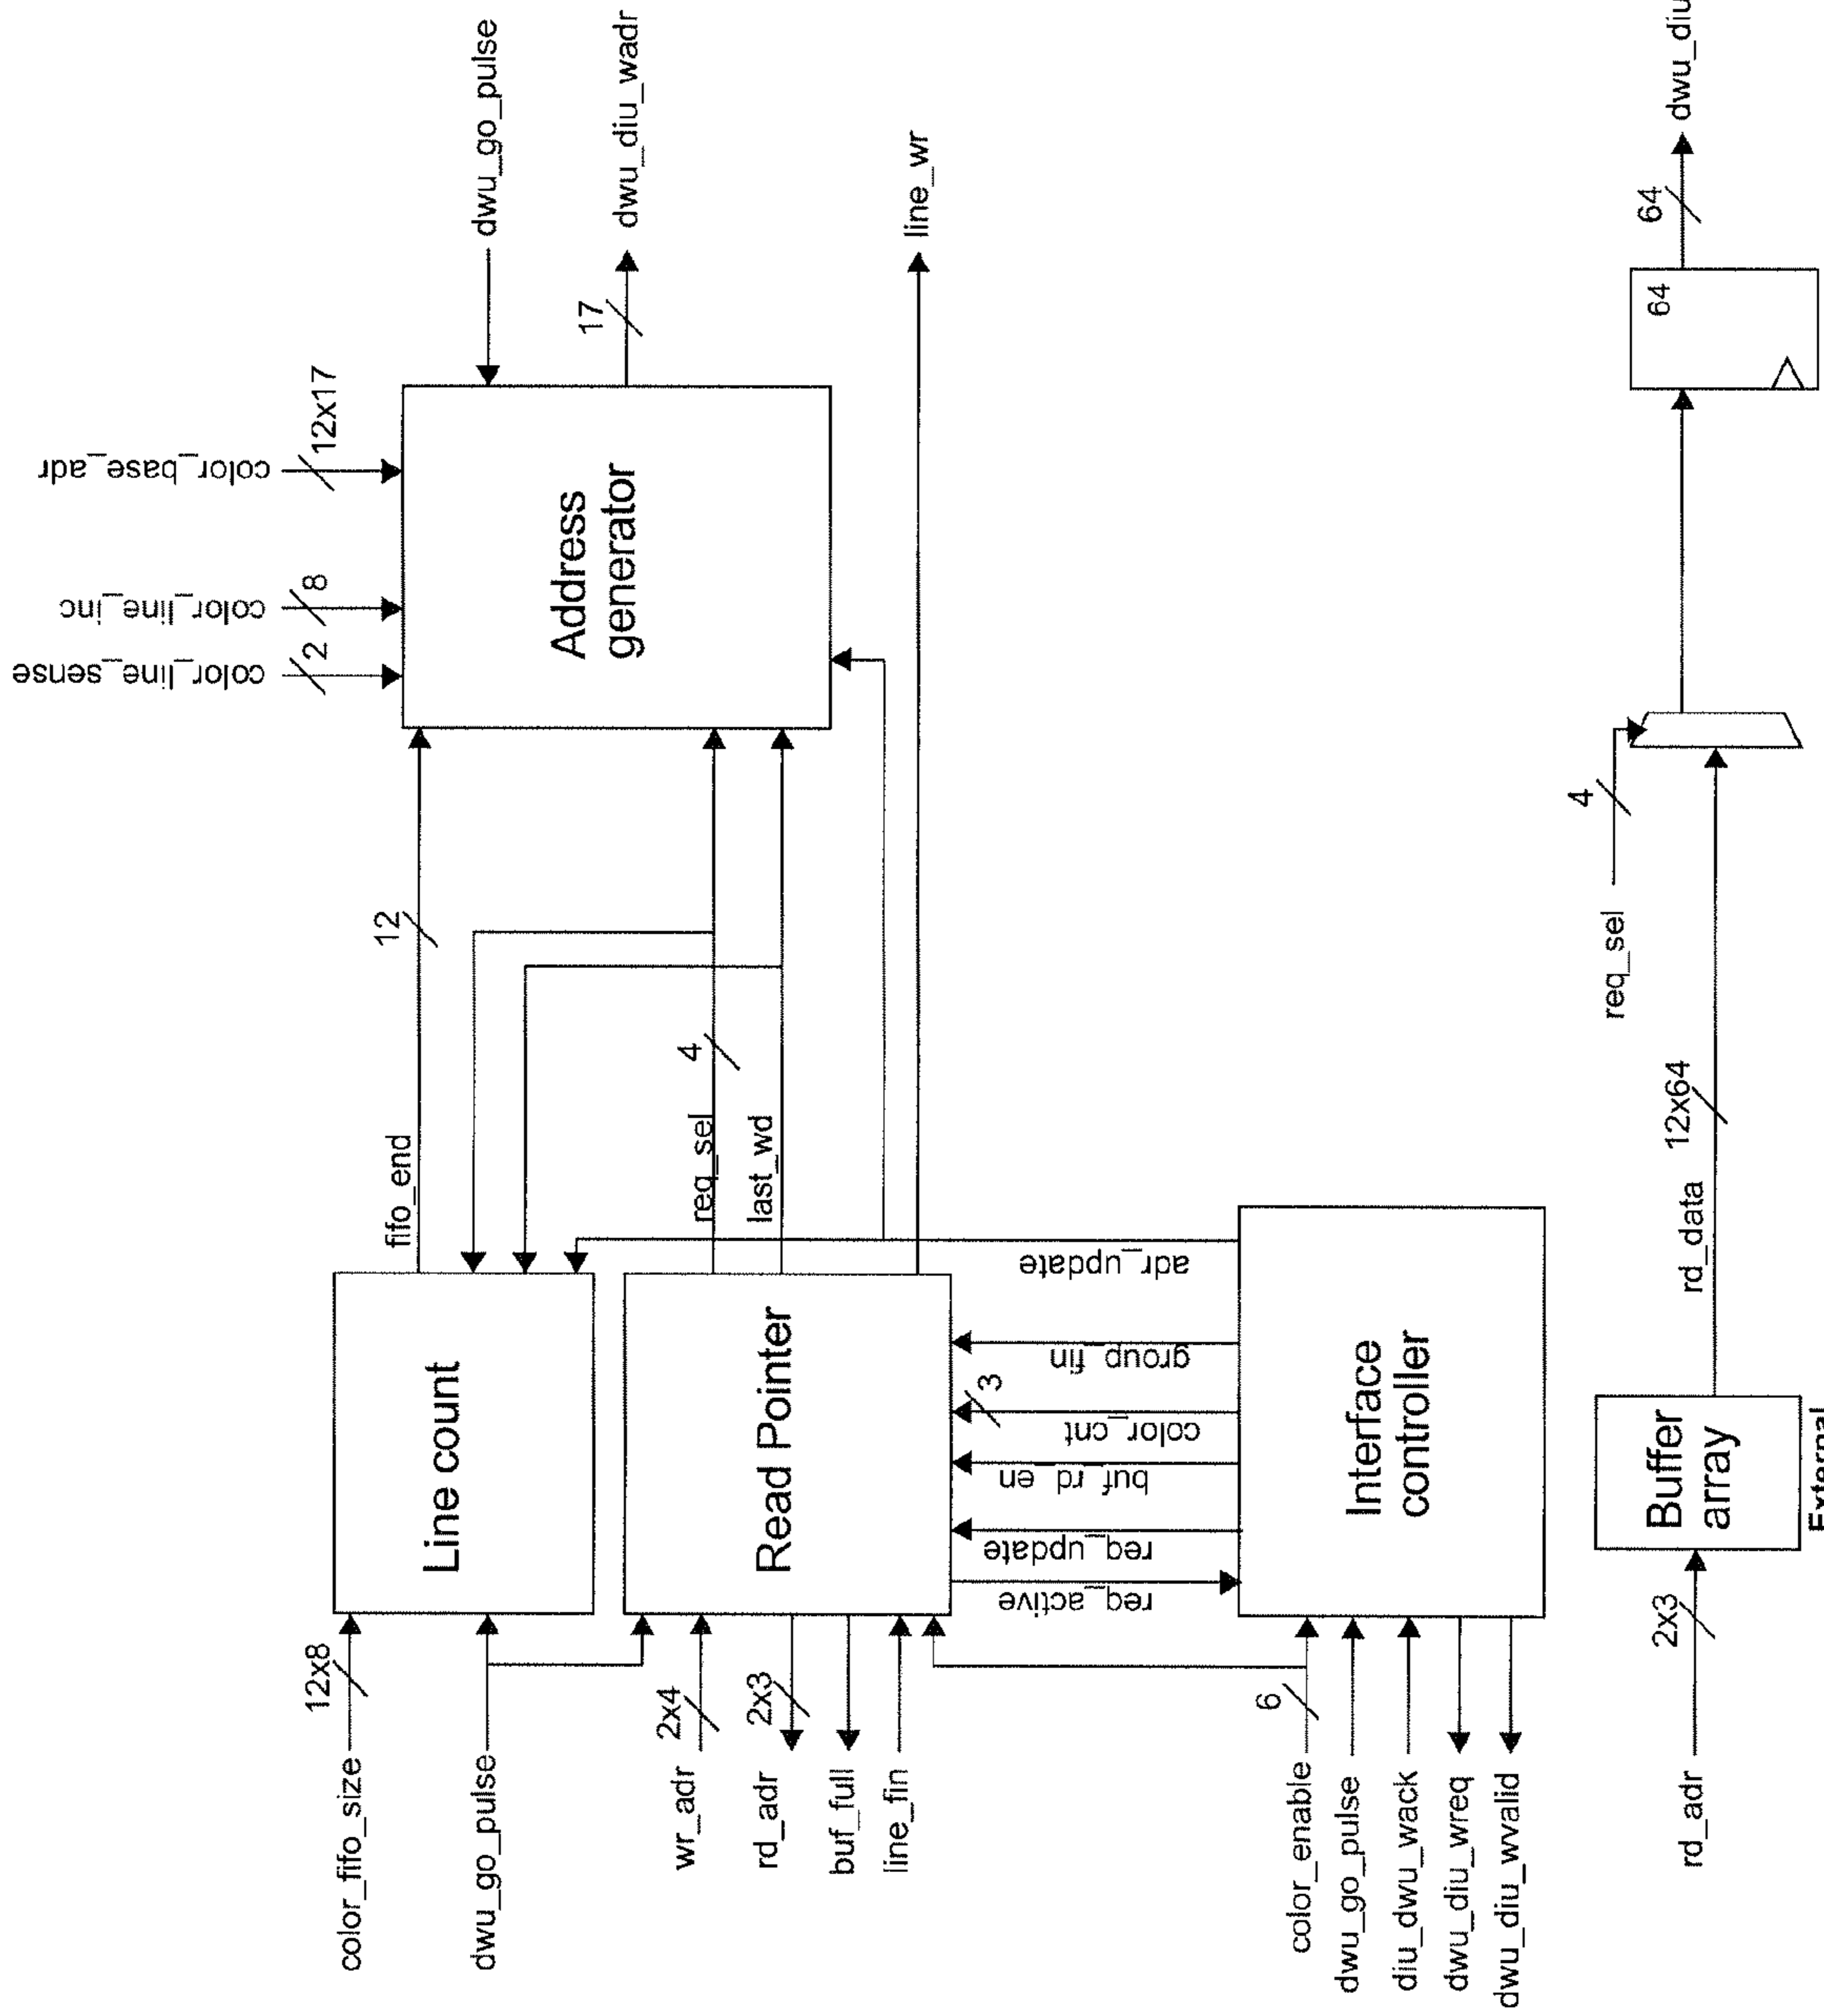 color_fifo_size
12x8
dwu_go_pulse
Line count
fifo_end
12
color_line_sense
2
color_line_inc
8
color_base_adr
12x17
Address
generator
dwu_go_pulse
17
dwu_diu_wadr
wr_adr
2x4
rd_adr
2x3
buf_full
line_fin
Read Pointer
req_sel
4
last_wd
line_wr
req_active
req_update
buf_rd_en
color_cnt
3
group_fin
adr_update
color_enable
6
dwu_go_pulse
diu_dwu_wack
dwu_diu_wreq
dwu_diu_wvalid
Interface
controller
rd_adr
2x3
Buffer
array
External
rd_data
12x64
req_sel
4
64
64
dwu_diu